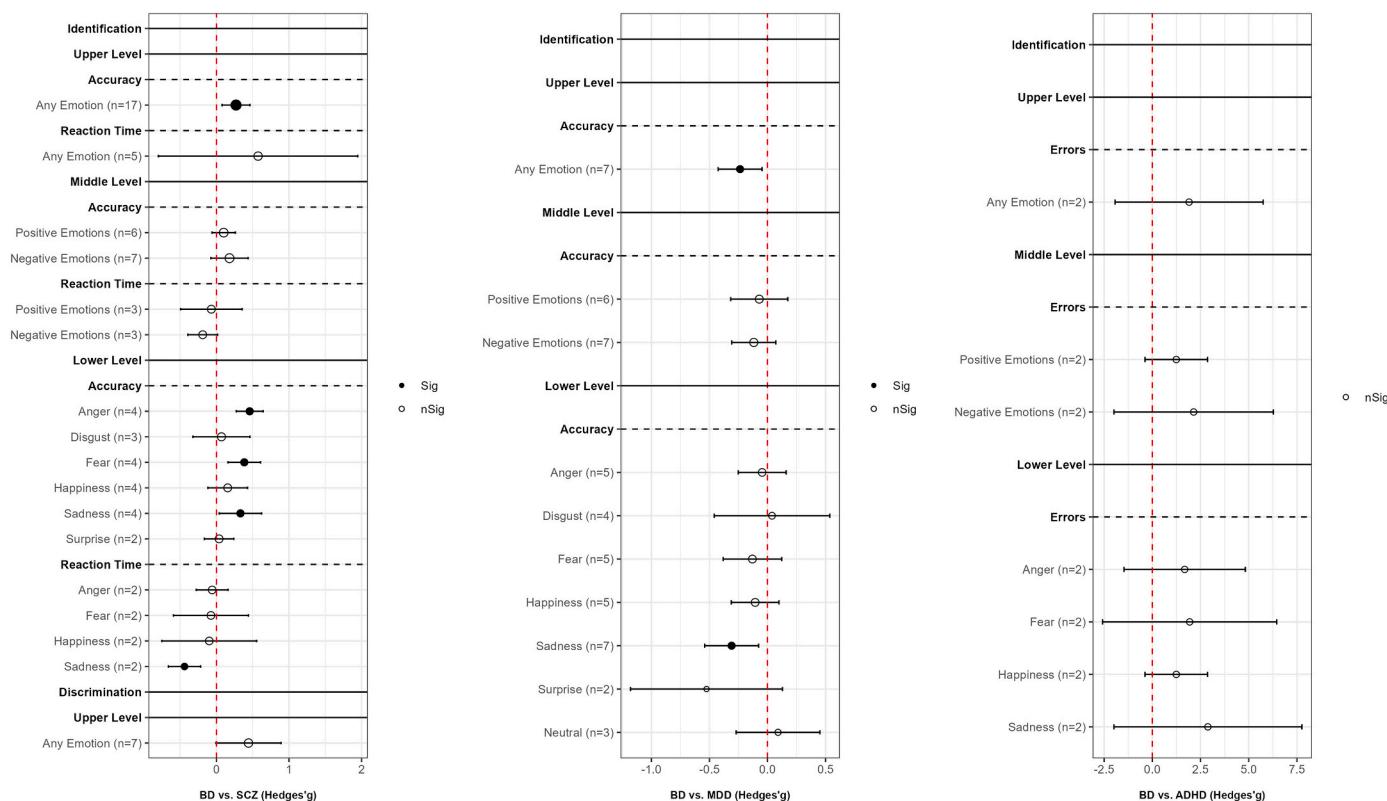 Identification
Upper Level
Accuracy
Any Emotion (n=17)
Reaction Time
Any Emotion (n=5)
Middle Level
Accuracy
Positive Emotions (n=6)
Negative Emotions (n=7)
Reaction Time
Positive Emotions (n=3)
Negative Emotions (n=3)
Lower Level
Accuracy
Anger (n=4)
Disgust (n=3)
Fear (n=4)
Happiness (n=4)
Sadness (n=4)
Surprise (n=2)
Reaction Time
Anger (n=2)
Fear (n=2)
Happiness (n=2)
Sadness (n=2)
Discrimination
Upper Level
Any Emotion (n=7)
0 1 2
BD vs. SCZ (Hedges'g)
Sig
nSig
Identification
Upper Level
Accuracy
Any Emotion (n=7)
Middle Level
Accuracy
Positive Emotions (n=6)
Negative Emotions (n=7)
Lower Level
Accuracy
Anger (n=5)
Disgust (n=4)
Fear (n=5)
Happiness (n=5)
Sadness (n=7)
Surprise (n=2)
Neutral (n=3)
-1.0 -0.5 0.0 0.5
BD vs. MDD (Hedges'g)
Sig
nSig
Identification
Upper Level
Errors
Any Emotion (n=2)
Middle Level
Errors
Positive Emotions (n=2)
Negative Emotions (n=2)
Lower Level
Errors
Anger (n=2)
Fear (n=2)
Happiness (n=2)
Sadness (n=2)
-2.5 0.0 2.5 5.0 7.5
BD vs. ADHD (Hedges'g)
nSig